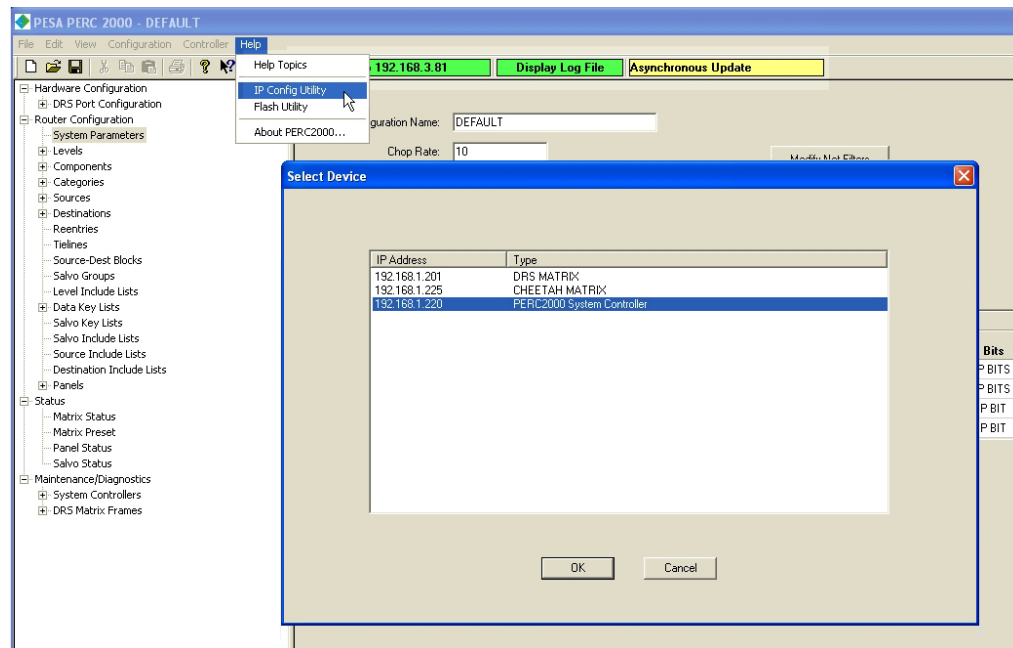 PESA PERC 2000 - DEFAULT
File Edit View Configuration Controller Help
192.168.3.81 Display Log File Asynchronous Update
Help Topics
IP Config Utility
Flash Utility
About PERC2000...
Hardware Configuration
DRS Port Configuration
Router Configuration
System Parameters
Levels
Components
Categories
Sources
Destinations
Reentries
Tielines
Source-Dest Blocks
Salvo Groups
Level Include Lists
Data Key Lists
Salvo Key Lists
Salvo Include Lists
Source Include Lists
Destination Include Lists
Panels
Status
Matrix Status
Matrix Preset
Panel Status
Salvo Status
Maintenance/Diagnostics
System Controllers
DRS Matrix Frames
guration Name: DEFAULT
Chop Rate: 10
Select Device
IP Address Type
192.168.1.201 DRS MATRIX
192.168.1.225 CHEETAH MATRIX
192.168.1.220 PERC2000 System Controller
OK Cancel
Bits
P BITS
P BITS
P BIT
P BIT